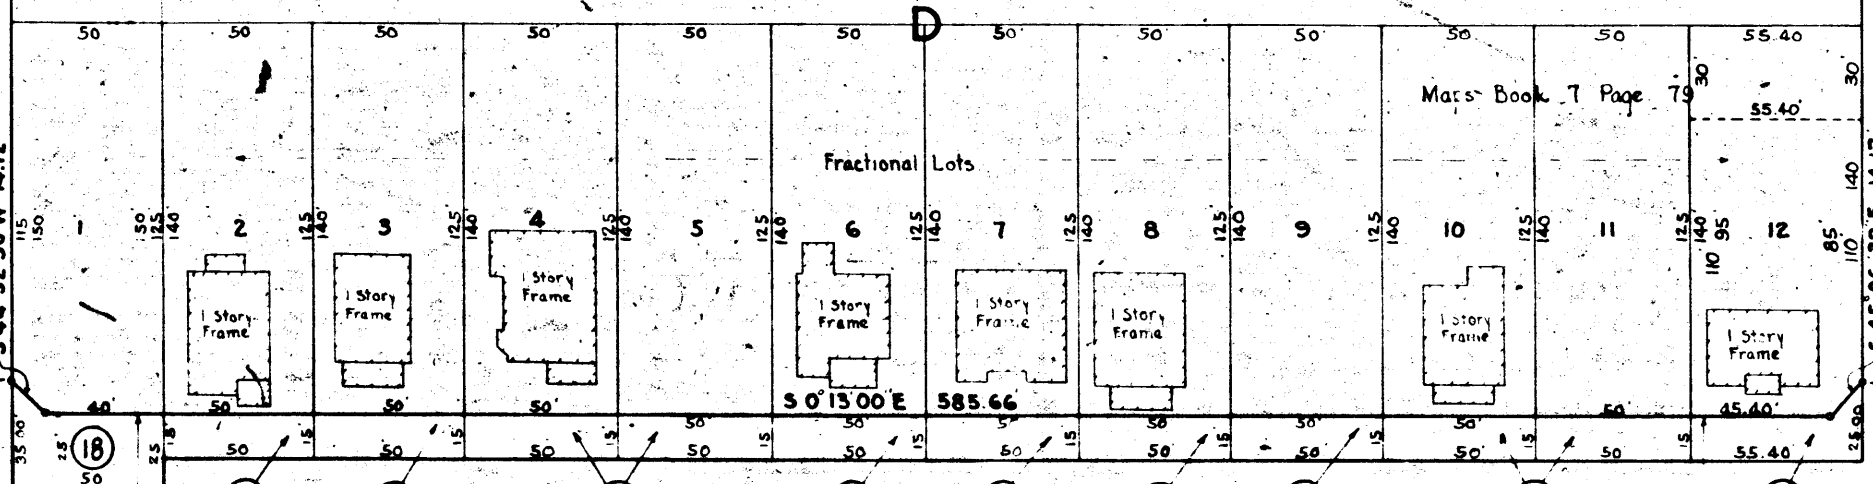 D
50' 50' 50' 50' 50' 50' 50' 50' 50' 50' 50' 55.40
30' 30'
Maps Book 7 Page 79
55.40'
Fractional Lots
115 150' 1 150 125' 140' 2 125' 140' 3 125' 140' 4 125' 140' 5 125' 140' 6 125' 140' 7 125' 140' 8 125' 140' 9 125' 140' 10 125' 140' 11 125' 140' 95 110' 12 140' 85' 110'
1 Story
Frame
1 Story
Frame
1 Story
Frame
1 Story
Frame
1 Story
Frame
1 Story
Frame
1 Story
Frame
1 Story
Frame
S 0°13'00"E 585.66'
40' 50' 50' 50' 50' 50' 50' 50' 50' 50' 50' 45.40'
35.00' 25' 18 25' 15' 15' 15' 15' 15' 15' 15' 15' 15' 15' 25.00
50 50' 50' 50' 50' 50' 50' 50' 50' 50' 50' 55.40